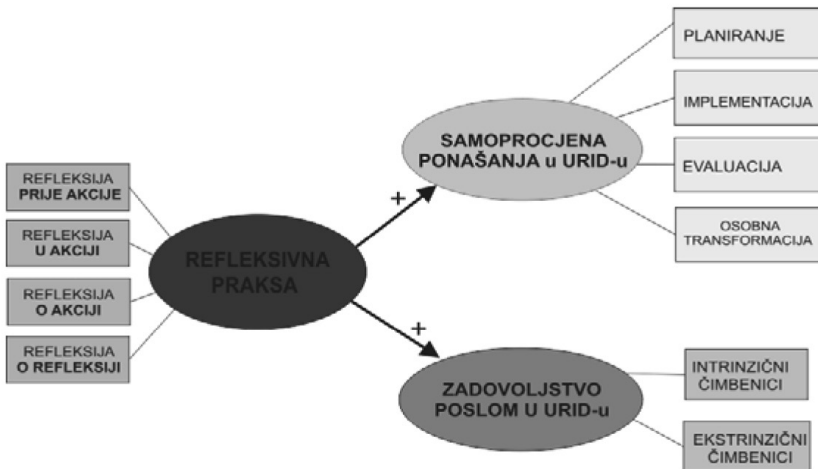 REFLEKSIJA
PRIJE AKCIJE
REFLEKSIJA
U AKCIJI
REFLEKSIJA
O AKCIJI
REFLEKSIJA
O REFLEKSIJI
REFLEKSIVNA
PRAKSA
+
+
SAMOPROCJENA
PONAŠANJA u URID-u
PLANIRANJE
IMPLEMENTACIJA
EVALUACIJA
OSOBNA
TRANSFORMACIJA
ZADOVOLJSTVO
POSLOM U URID-u
INTRINZIČNI
ČIMBENICI
EKSTRINZIČNI
ČIMBENICI